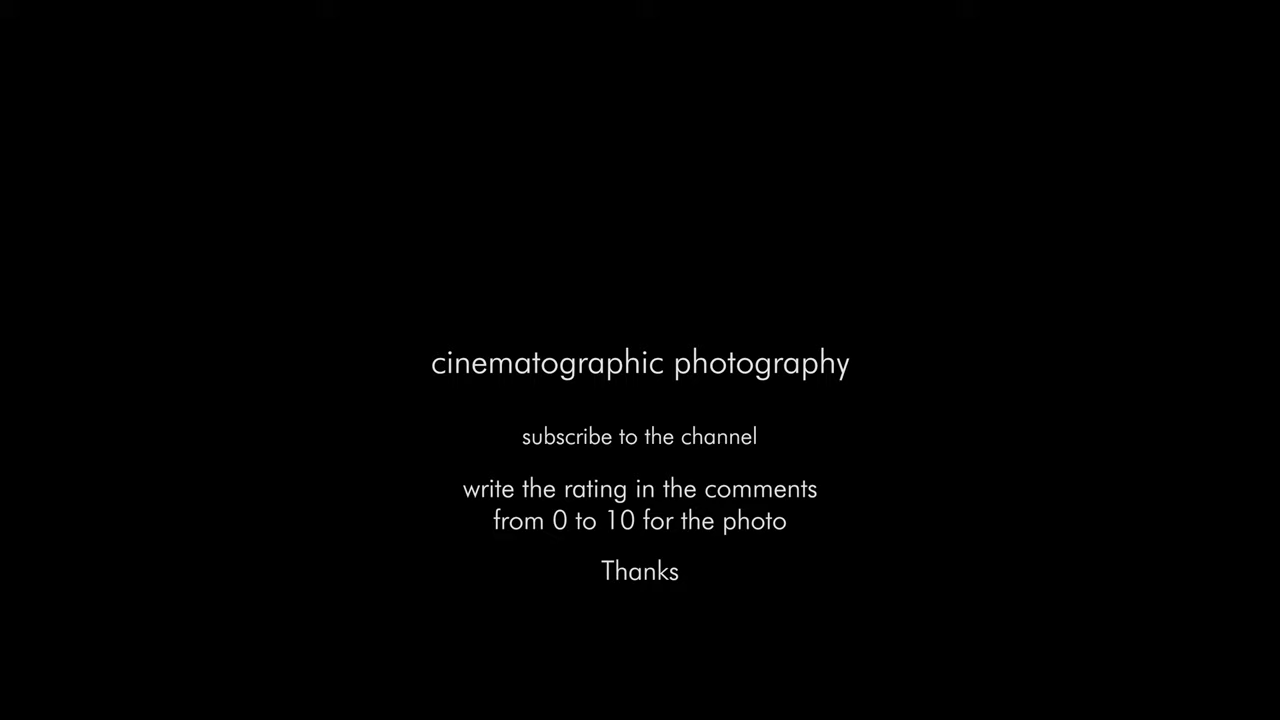 cinematographic photography
subscribe to the channel
write the rating in the comments
from 0 to 10 for the photo
Thanks